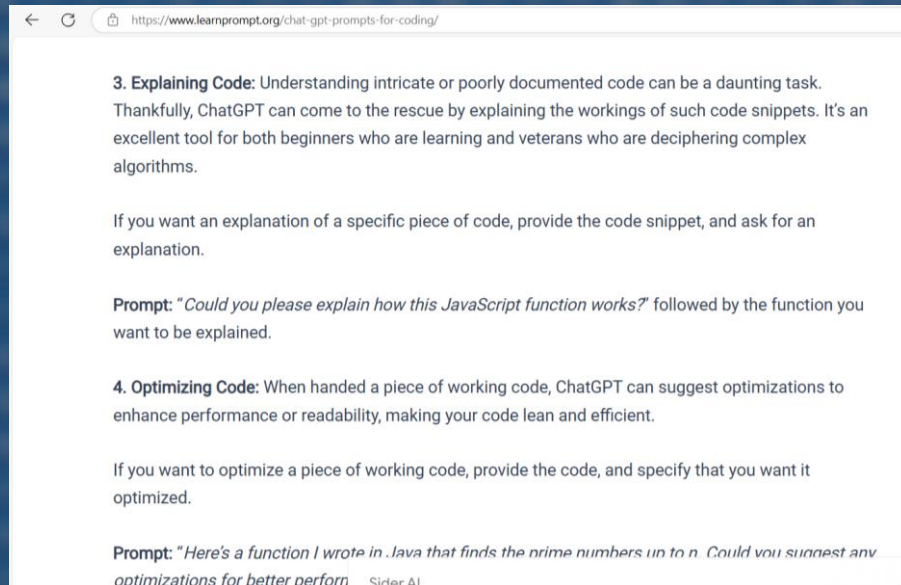 https://www.learnprompt.org/chat-gpt-prompts-for-coding/
3. Explaining Code: Understanding intricate or poorly documented code can be a daunting task.
Thankfully, ChatGPT can come to the rescue by explaining the workings of such code snippets. It's an
excellent tool for both beginners who are learning and veterans who are deciphering complex
algorithms.
If you want an explanation of a specific piece of code, provide the code snippet, and ask for an
explanation.
Prompt: "Could you please explain how this JavaScript function works?" followed by the function you
want to be explained.
4. Optimizing Code: When handed a piece of working code, ChatGPT can suggest optimizations to
enhance performance or readability, making your code lean and efficient.
If you want to optimize a piece of working code, provide the code, and specify that you want it
optimized.
Prompt: "Here's a function I wrote in Java that finds the prime numbers up to n. Could you suggest any
optimizations for better perform
Sider AI